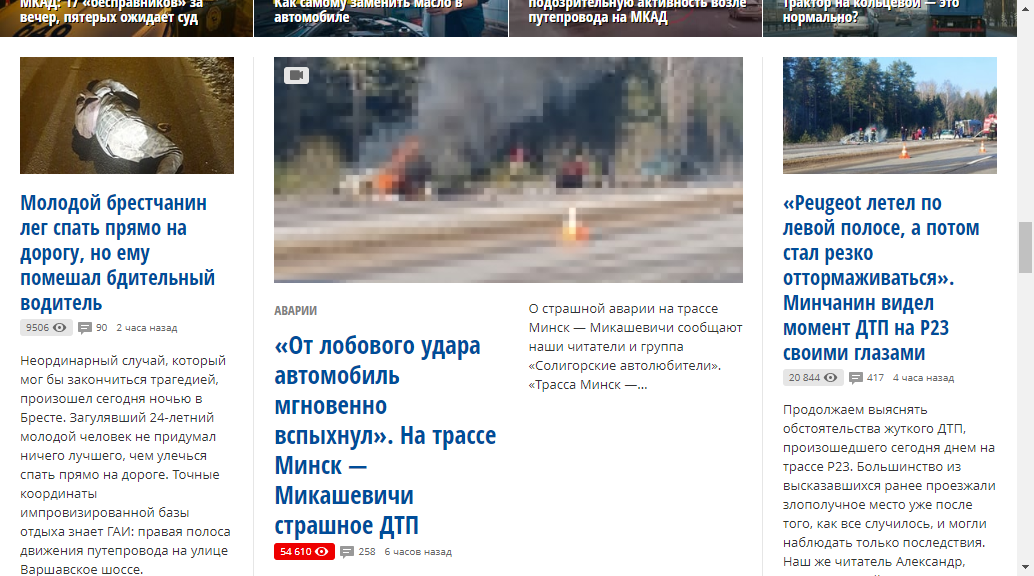 МКАД: 17 «бесправников» за
вечер, пятерых ожидает суд
Как самому заменить масло в
автомобиле
подозрительную активность возле
путепровода на МКАД
Трактор на кольцевой — это
нормально?
Молодой брестчанин
лег спать прямо на
дорогу, но ему
помешал бдительный
водитель
9506 90 2 часа назад
Неординарный случай, который
мог бы закончиться трагедией,
произошел сегодня ночью в
Бресте. Загулявший 24-летний
молодой человек не придумал
ничего лучшего, чем улечься
спать прямо на дороге. Точные
координаты
импровизированной базы
отдыха знает ГАИ: правая полоса
движения путепровода на улице
Варшавское шоссе.
АВАРИИ
«От лобового удара
автомобиль
мгновенно
вспыхнул». На трассе
Минск —
Микашевичи
страшное ДТП
54 610 258 6 часов назад
О страшной аварии на трассе
Минск — Микашевичи сообщают
наши читатели и группа
«Солигорские автолюбители».
«Трасса Минск —...
«Peugeot летел по
левой полосе, а потом
стал резко
оттормаживаться».
Минчанин видел
момент ДТП на Р23
своими глазами
20 844 417 4 часа назад
Продолжаем выяснять
обстоятельства жуткого ДТП,
произошедшего сегодня днем на
трассе Р23. Большинство из
высказавшихся ранее проезжали
злополучное место уже после
того, как все случилось, и могли
наблюдать только последствия.
Наш же читатель Александр,